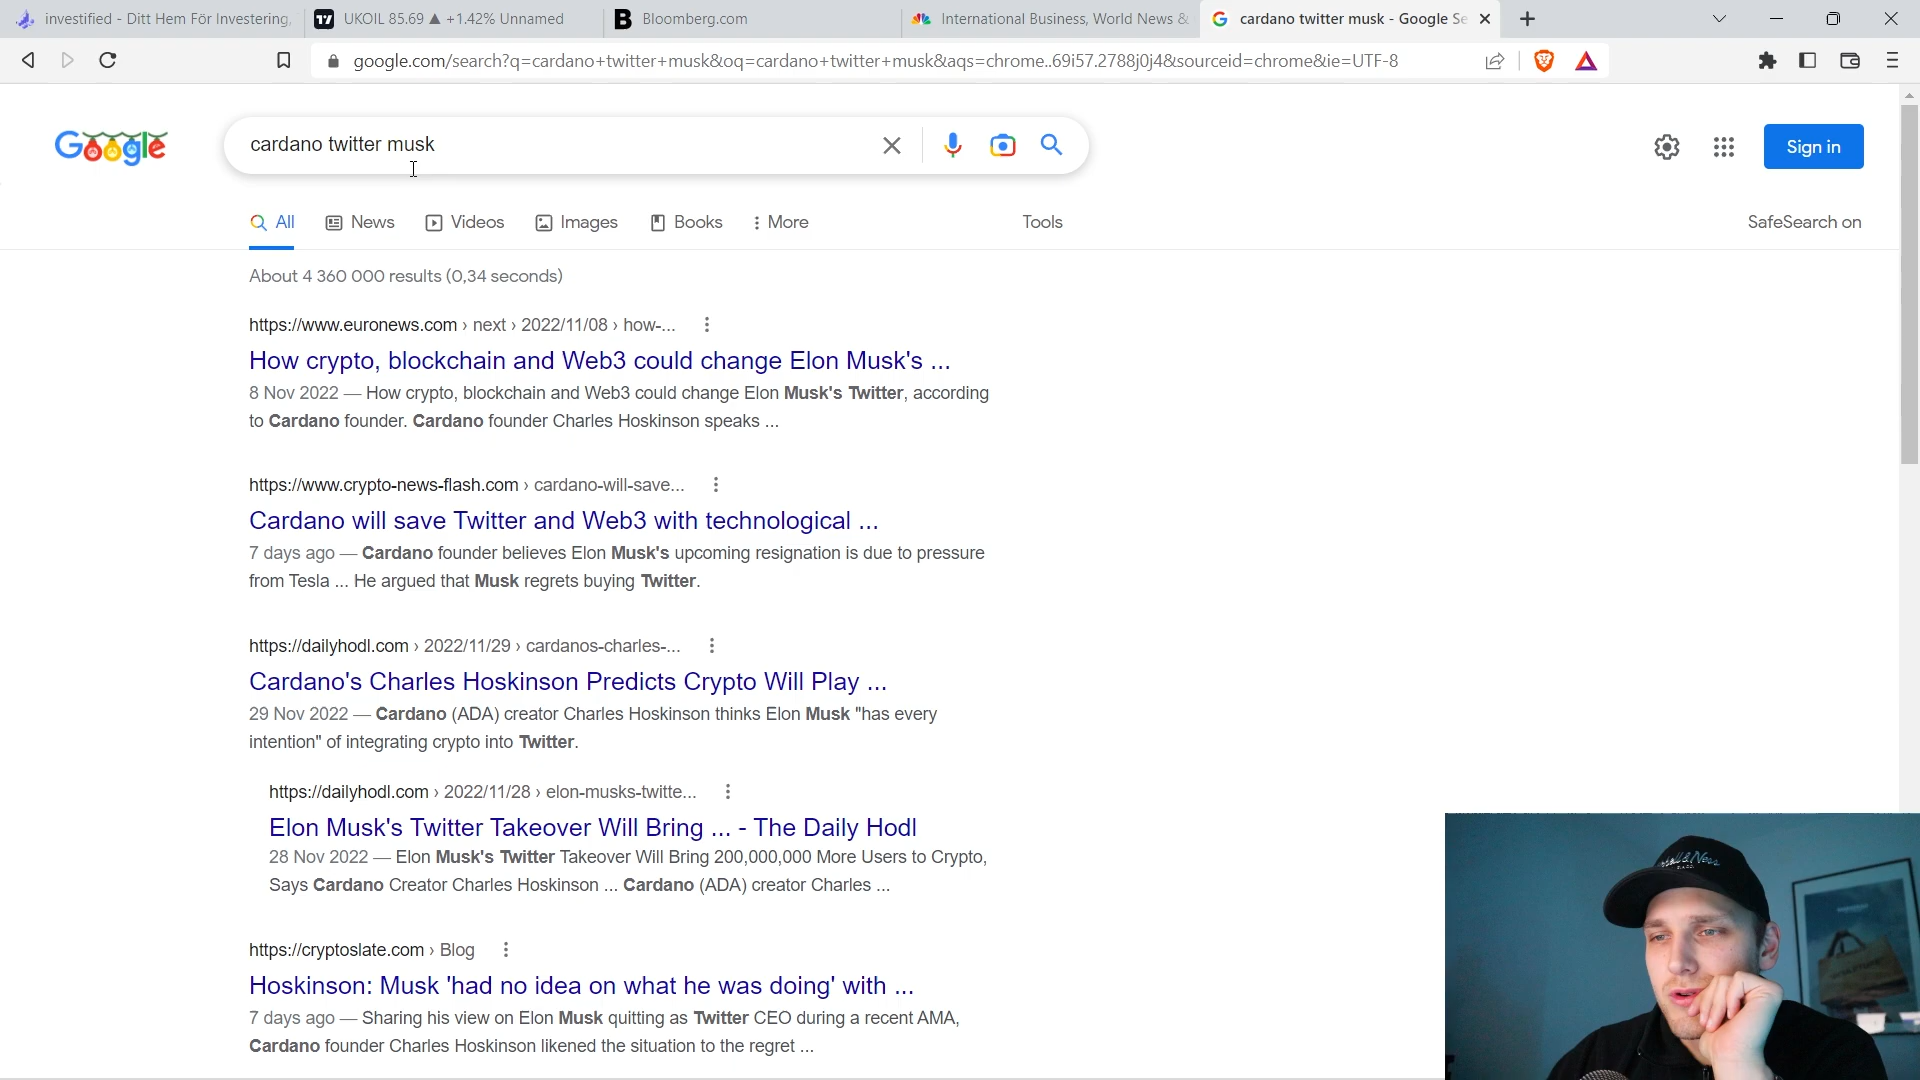 investified - Ditt Hem För Investering
UKOIL 85.69 ▲ +1.42% Unnamed
Bloomberg.com
International Business, World News &
cardano twitter musk - Google Se
google.com/search?q=cardano+twitter+musk&oq=cardano+twitter+musk&aqs=chrome..69i57.2788j0j4&sourceid=chrome&ie=UTF-8
Google
cardano twitter musk
Sign in
All News Videos Images Books More Tools SafeSearch on
About 4 360 000 results (0,34 seconds)
https://www.euronews.com › next › 2022/11/08 › how-...
How crypto, blockchain and Web3 could change Elon Musk's ...
8 Nov 2022 — How crypto, blockchain and Web3 could change Elon Musk's Twitter, according
to Cardano founder. Cardano founder Charles Hoskinson speaks ...
https://www.crypto-news-flash.com › cardano-will-save...
Cardano will save Twitter and Web3 with technological ...
7 days ago — Cardano founder believes Elon Musk's upcoming resignation is due to pressure
from Tesla ... He argued that Musk regrets buying Twitter.
https://dailyhodl.com › 2022/11/29 › cardanos-charles-...
Cardano's Charles Hoskinson Predicts Crypto Will Play ...
29 Nov 2022 — Cardano (ADA) creator Charles Hoskinson thinks Elon Musk "has every
intention" of integrating crypto into Twitter.
https://dailyhodl.com › 2022/11/28 › elon-musks-twitte...
Elon Musk's Twitter Takeover Will Bring ... - The Daily Hodl
28 Nov 2022 — Elon Musk's Twitter Takeover Will Bring 200,000,000 More Users to Crypto,
Says Cardano Creator Charles Hoskinson ... Cardano (ADA) creator Charles ...
https://cryptoslate.com › Blog
Hoskinson: Musk 'had no idea on what he was doing' with ...
7 days ago — Sharing his view on Elon Musk quitting as Twitter CEO during a recent AMA,
Cardano founder Charles Hoskinson likened the situation to the regret ...